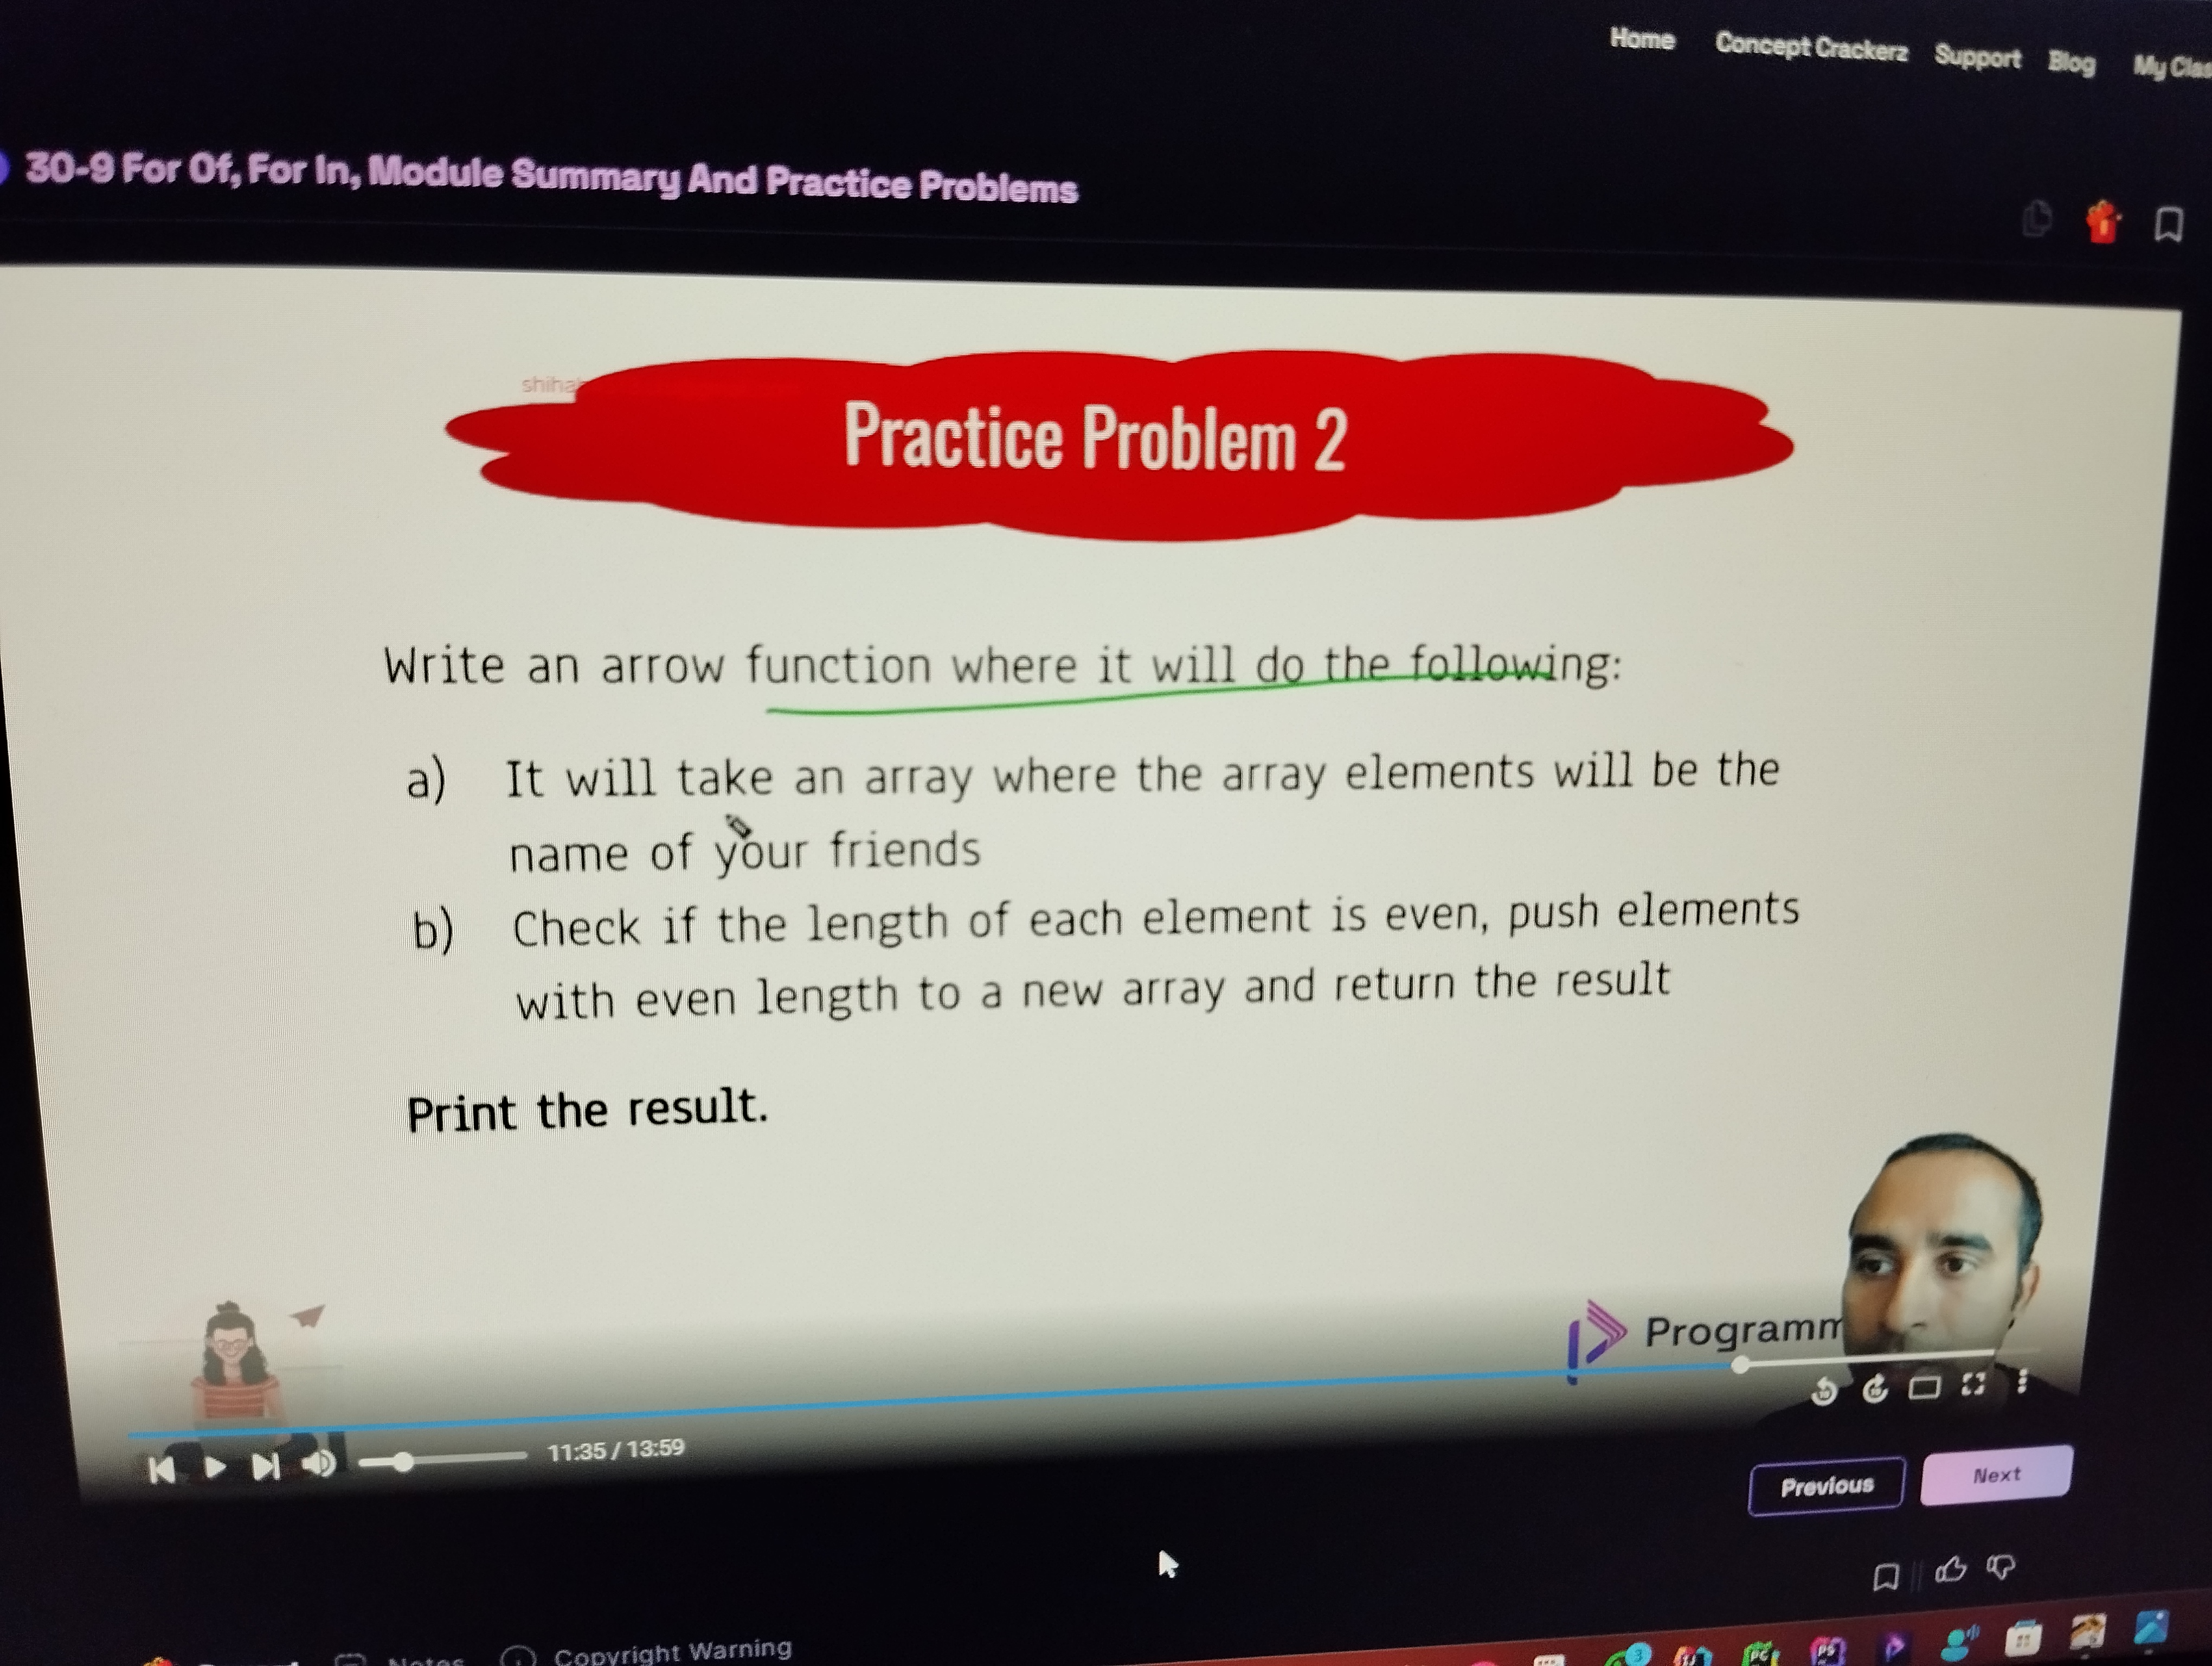 Home Concept Crackerz Support Blog My Clas
30-9 For Of, For In, Module Summary And Practice Problems
shiha
Practice Problem 2
Write an arrow function where it will do the following:
a) It will take an array where the array elements will be the
name of your friends
b) Check if the length of each element is even, push elements
with even length to a new array and return the result
Print the result.
Programm
11:35 / 13:59
Previous Next
Notes Copyright Warning
3
PC PS